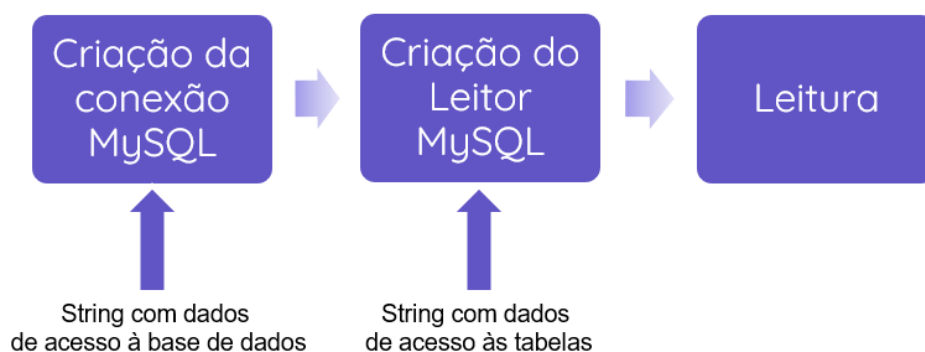 Criação da
conexão
MySQL
Criação do
Leitor
MySQL
Leitura
String com dados
de acesso à base de dados
String com dados
de acesso às tabelas